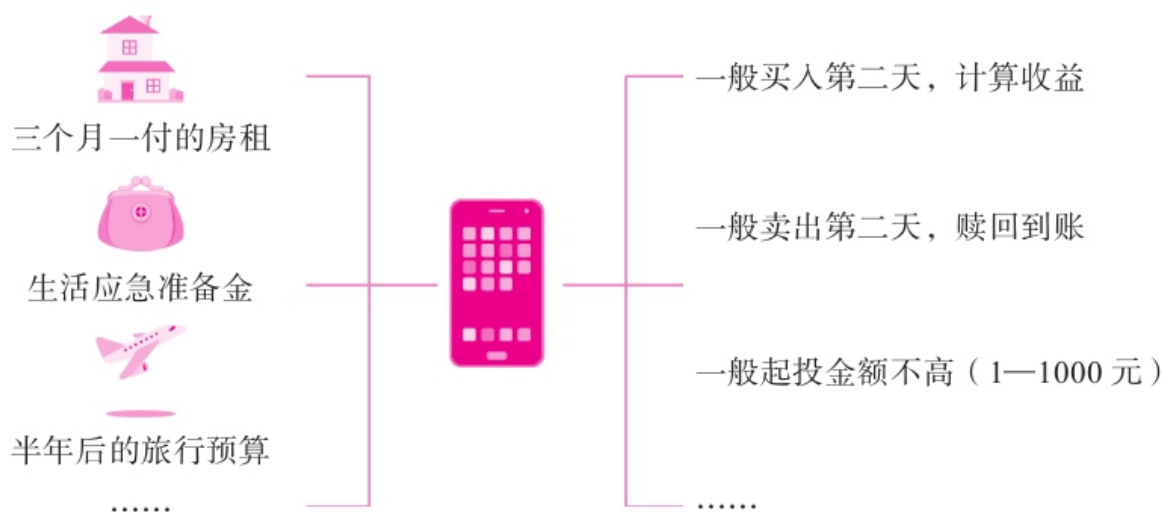 三个月一付的房租
生活应急准备金
半年后的旅行预算
……
一般买入第二天，计算收益
一般卖出第二天，赎回到账
一般起投金额不高（1—1000 元）
……